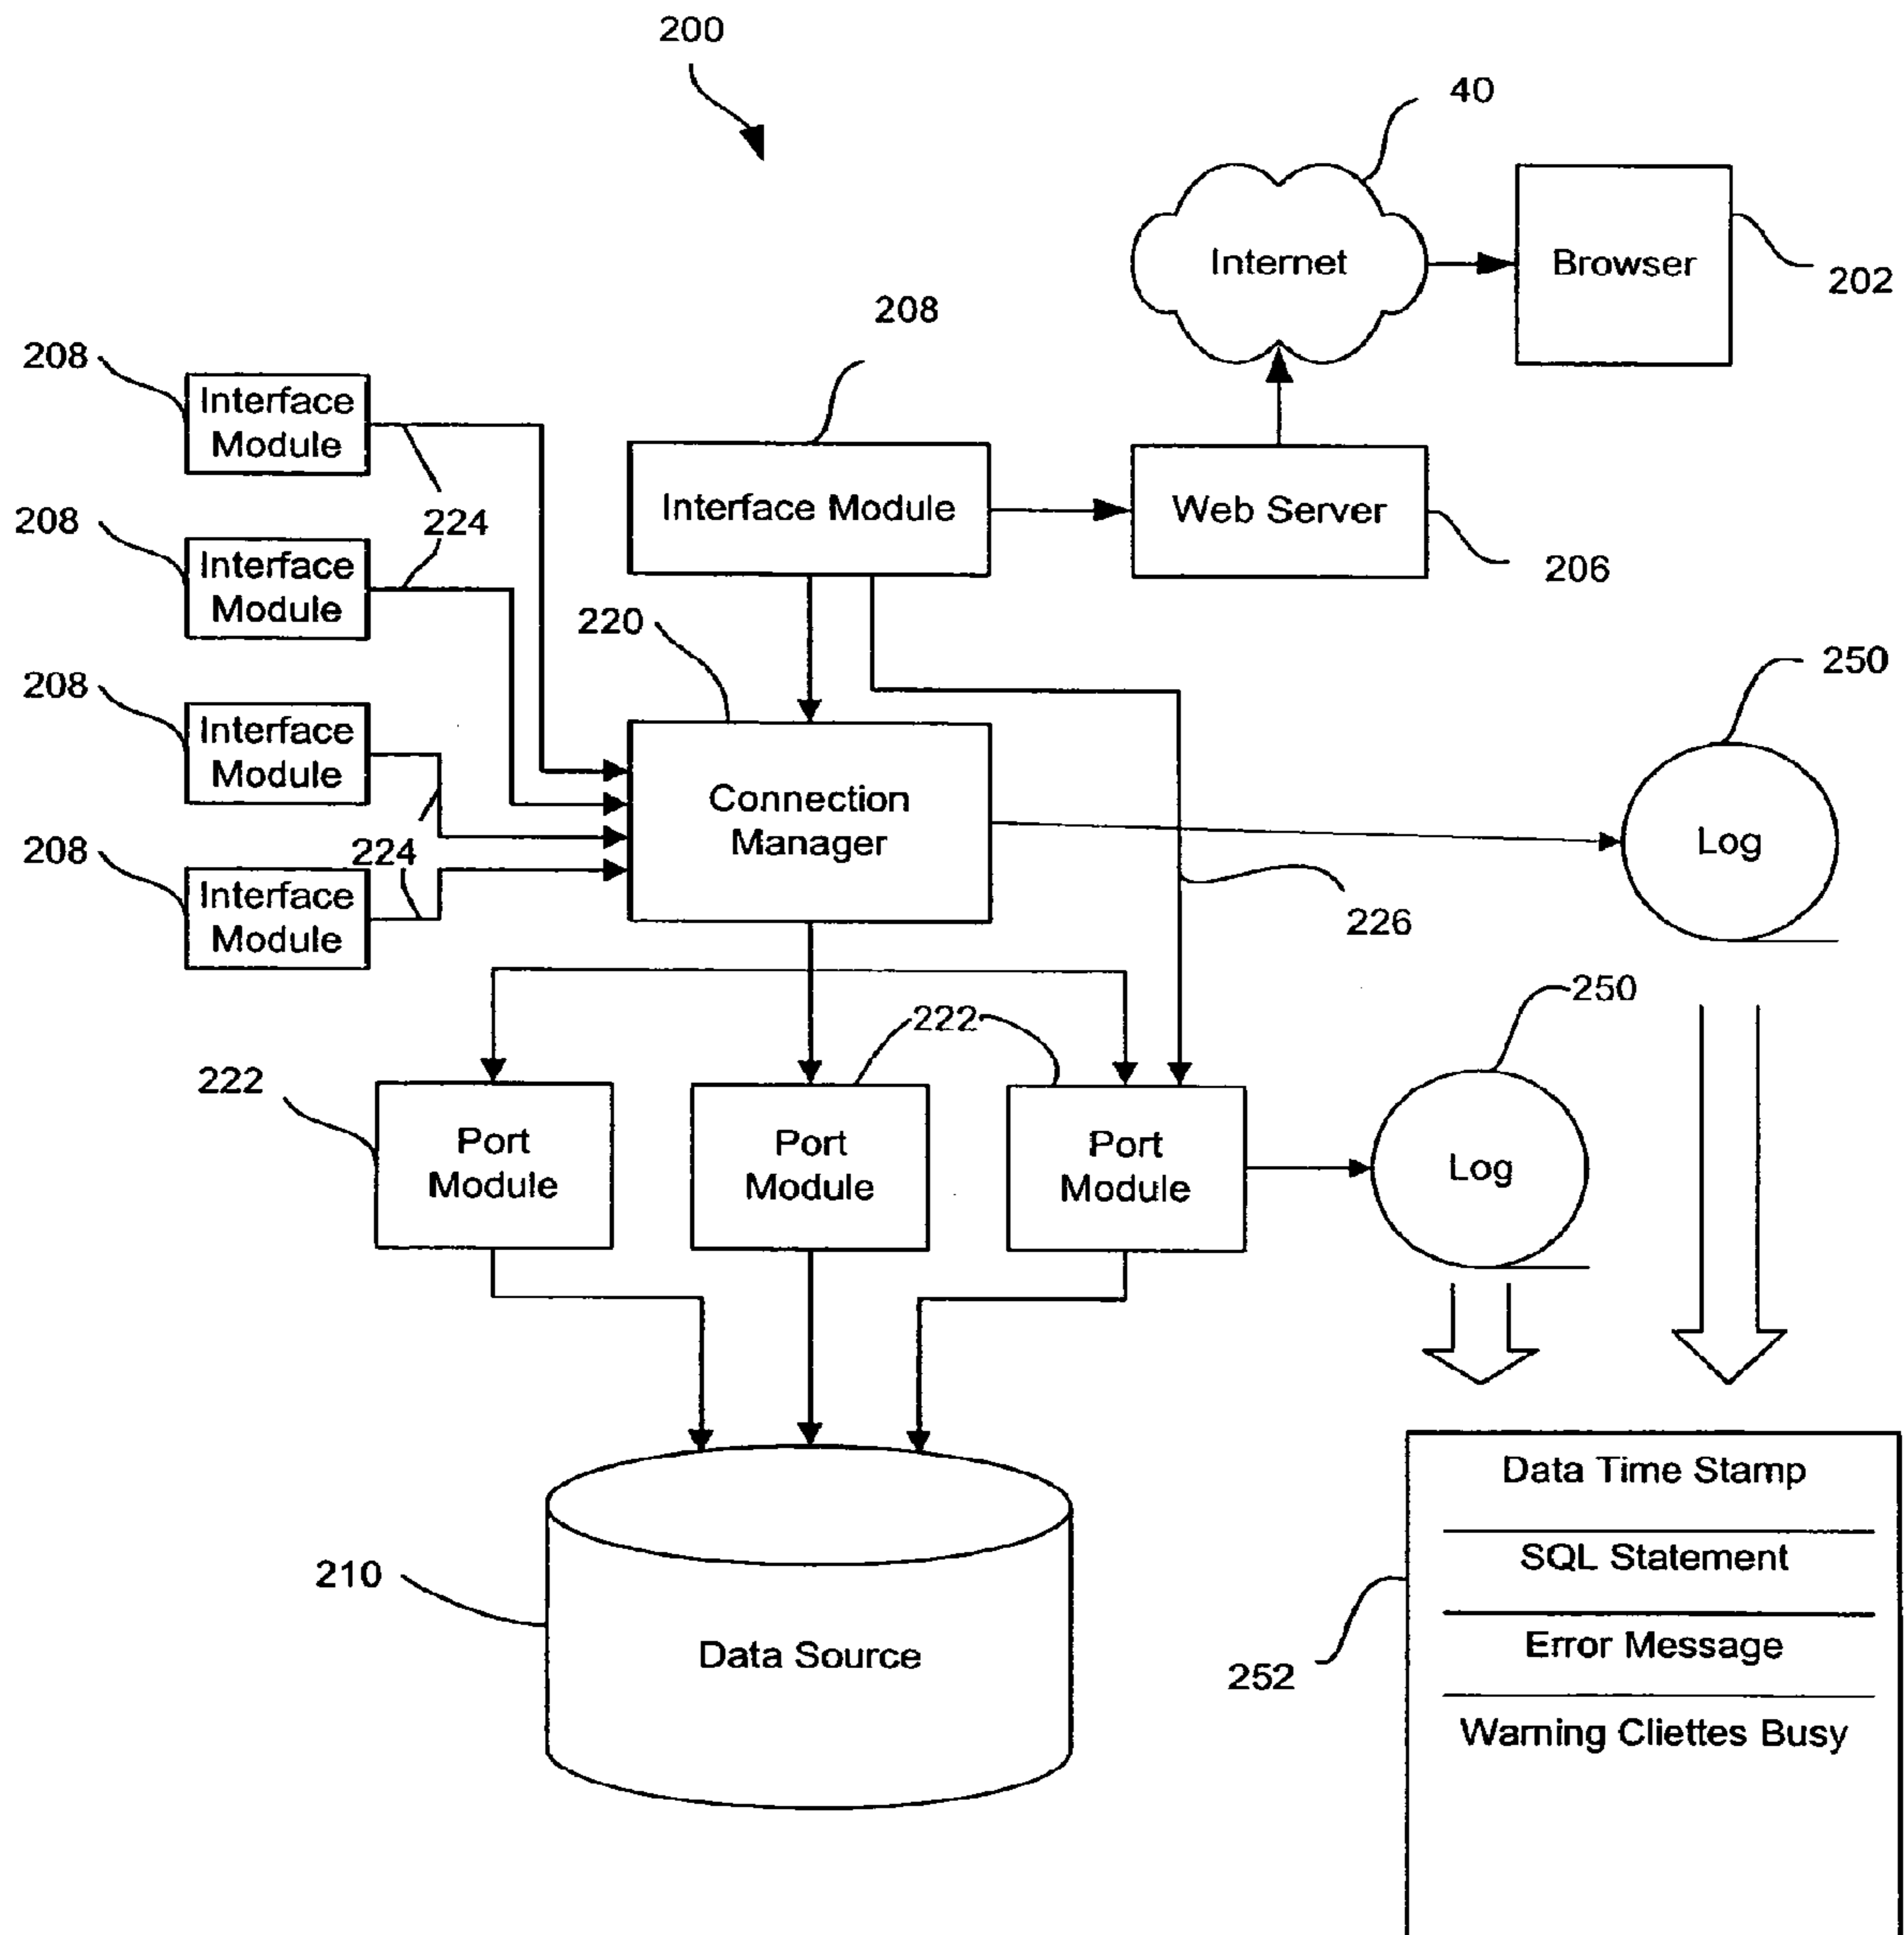 200
40
Internet
Browser
202
208
208
Interface
Module
Interface Module
Web Server
206
224
208
Interface
Module
220
208
Interface
Module
Connection
Manager
250
Log
224
208
Interface
Module
226
222
250
222
Port
Module
Port
Module
Port
Module
Log
210
Data Source
252
Data Time Stamp
SQL Statement
Error Message
Warning Cliettes Busy